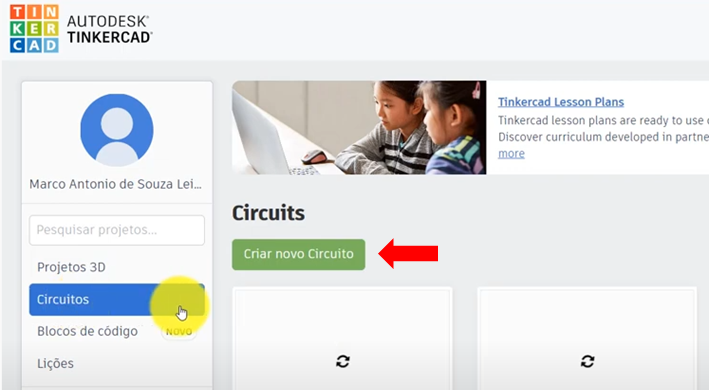 TIN
KER
CAD
AUTODESK®
TINKERCAD®
Marco Antonio de Souza Lei...
Pesquisar projetos...
Projetos 3D
Circuitos
Blocos de código NOVO
Lições
Tinkercad Lesson Plans
Tinkercad lesson plans are ready to use
Discover curriculum developed in partne
more
Circuits
Criar novo Circuito